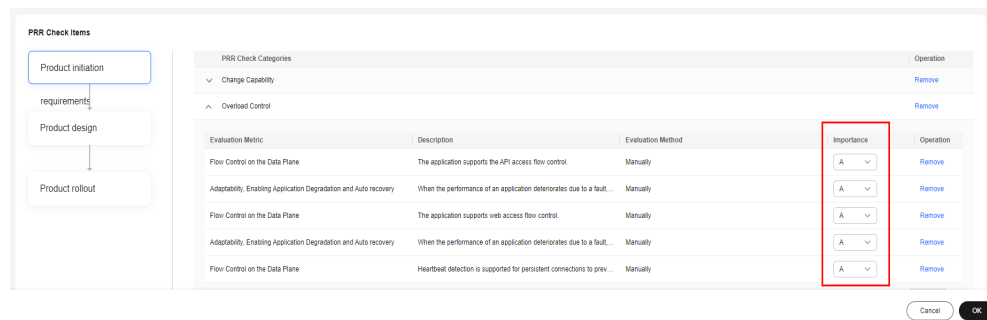 PRR Check Items
Product initiation
requirements
Product design
Product rollout
PRR Check Categories Operation
Change Capability Remove
Overload Control Remove
Evaluation Metric Description Evaluation Method Importance Operation
Flow Control on the Data Plane The application supports the API access flow control. Manually A Remove
Adaptability, Enabling Application Degradation and Auto recovery When the performance of an application deteriorates due to a fault,... Manually A Remove
Flow Control on the Data Plane The application supports web access flow control. Manually A Remove
Adaptability, Enabling Application Degradation and Auto recovery When the performance of an application deteriorates due to a fault,... Manually A Remove
Flow Control on the Data Plane Heartbeat detection is supported for persistent connections to prev... Manually A Remove
Cancel OK